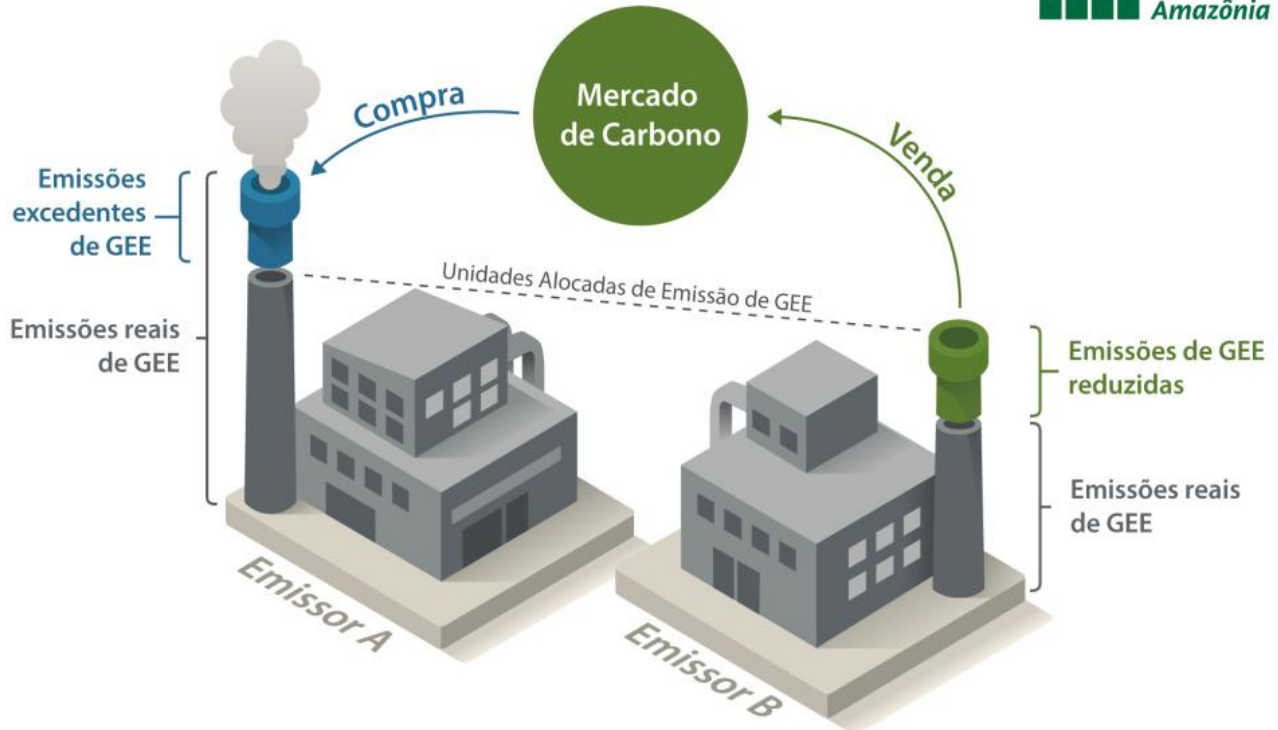 Amazônia
Mercado
de Carbono
Compra
Venda
Emissões
excedentes
de GEE
Unidades Alocadas de Emissão de GEE
Emissões reais
de GEE
Emissões de GEE
reduzidas
Emissões reais
de GEE
Emissor A
Emissor B